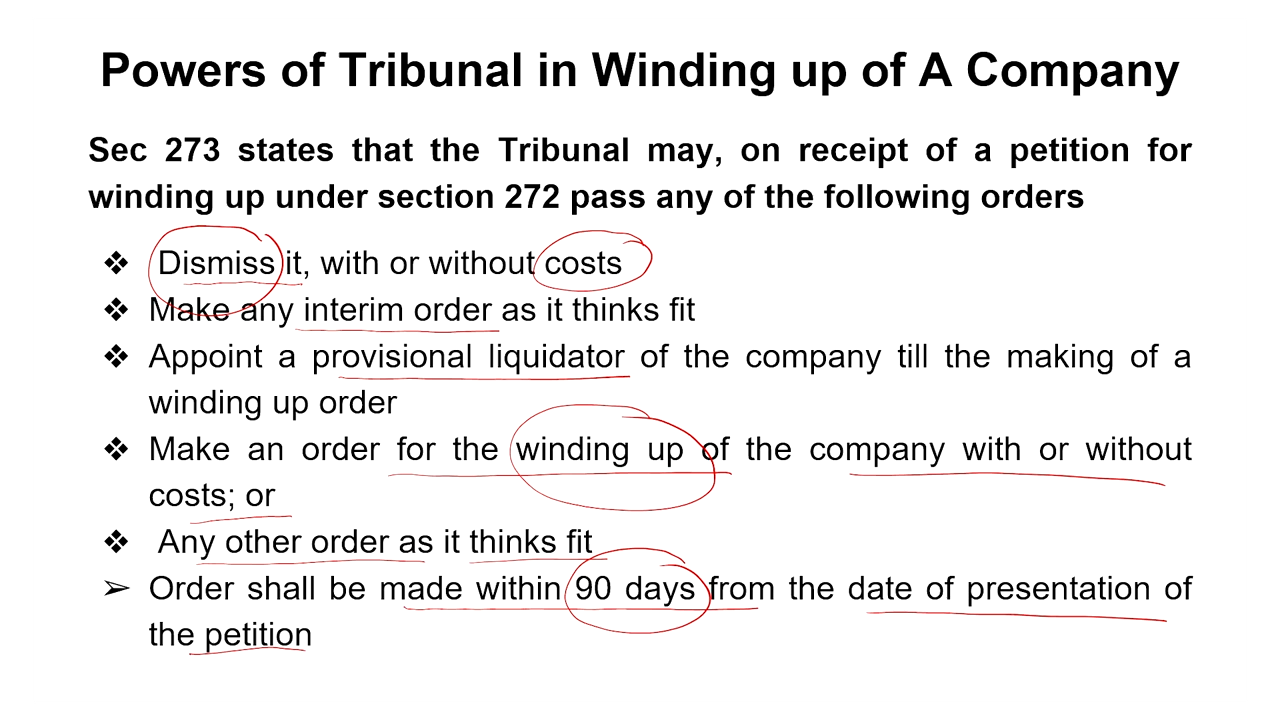 Powers of Tribunal in Winding up of A Company
Sec 273 states that the Tribunal may, on receipt of a petition for
winding up under section 272 pass any of the following orders
❖ Dismiss it, with or without costs
❖ Make any interim order as it thinks fit
❖ Appoint a provisional liquidator of the company till the making of a
winding up order
❖ Make an order for the winding up of the company with or without
costs; or
❖ Any other order as it thinks fit
➢ Order shall be made within 90 days from the date of presentation of
the petition